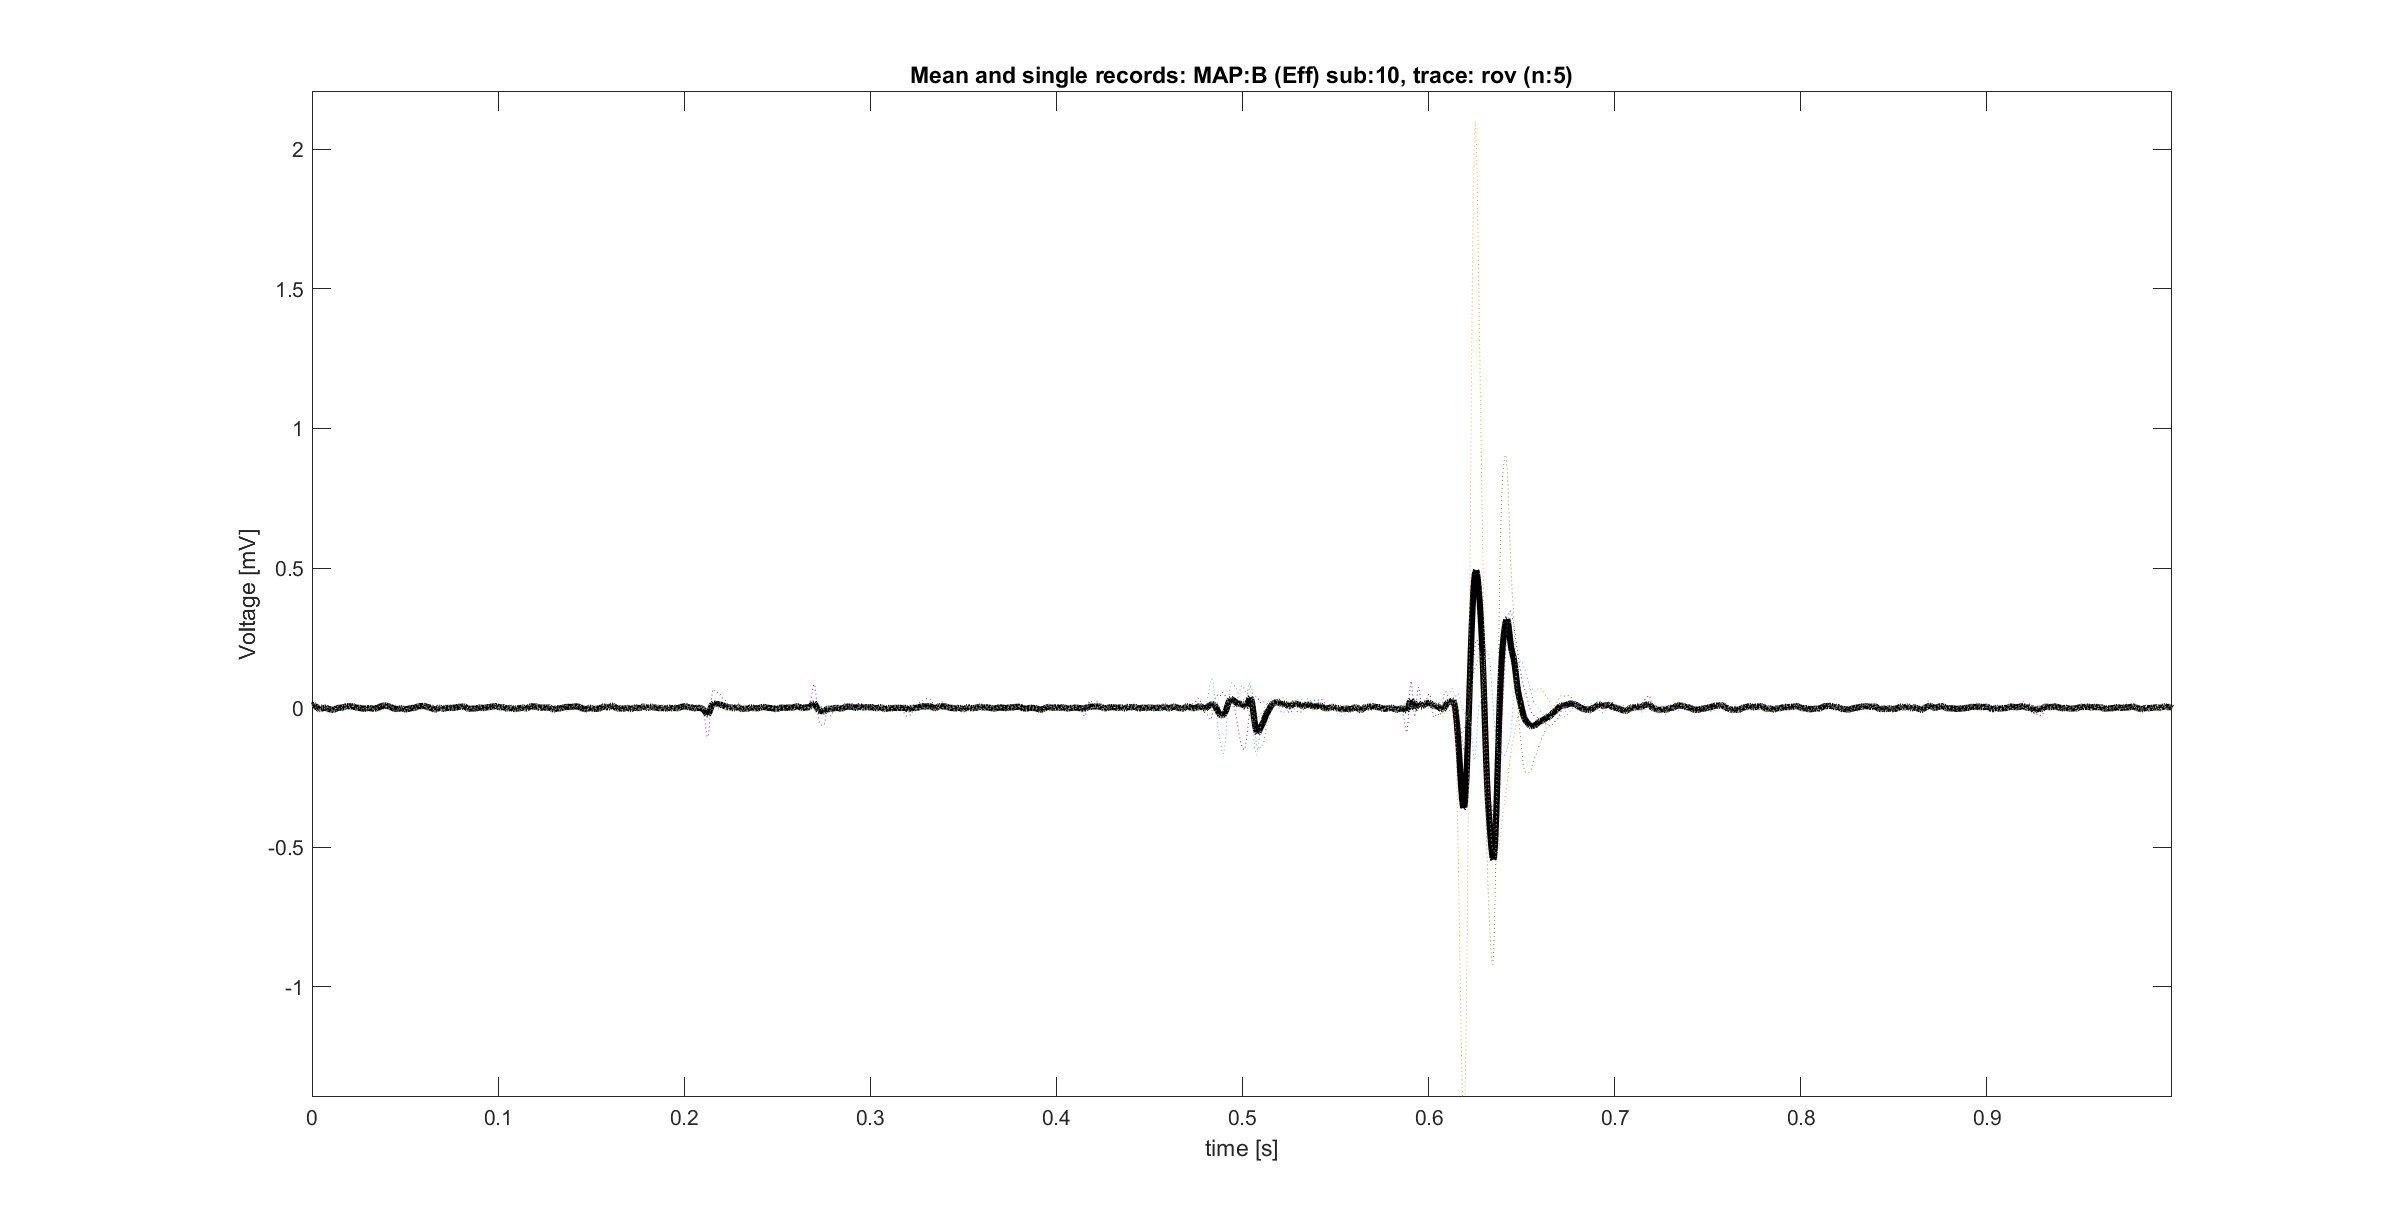 Mean and single records: MAP:B (Eff) sub:10, trace: rov (n:5)
2
1.5
1
0.5
0
-0.5
-1
Voltage [mV]
0 0.1 0.2 0.3 0.4 0.5 0.6 0.7 0.8 0.9
time [s]